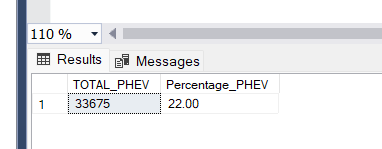 110 %
Results Messages
TOTAL_PHEV Percentage_PHEV
1 33675 22.00